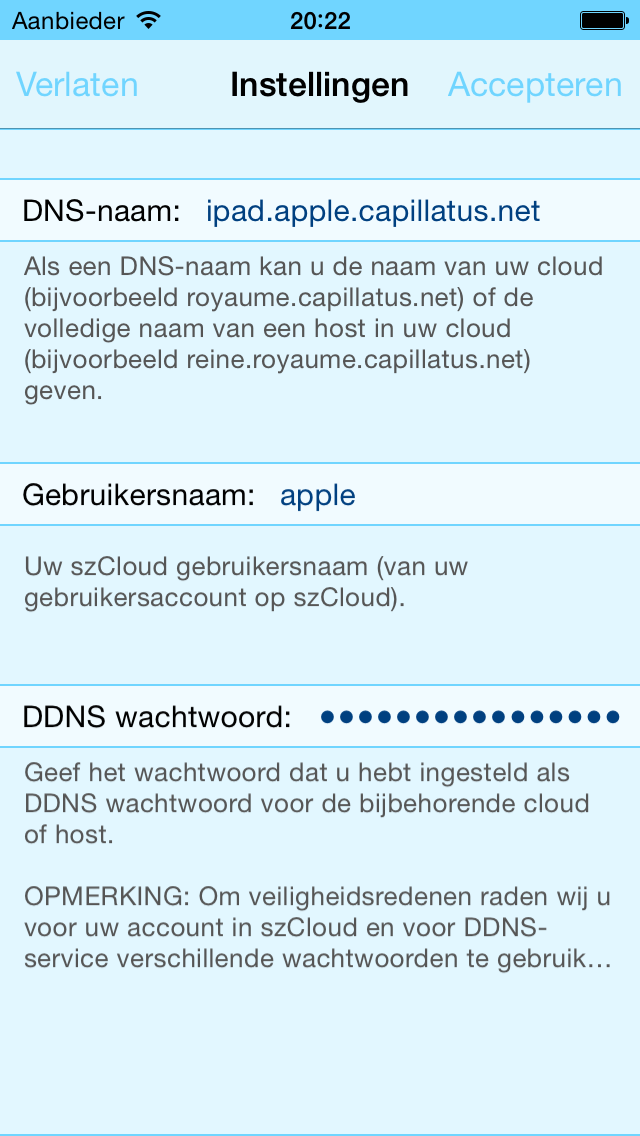 Aanbieder 20:22
Verlaten Instellingen Accepteren
DNS-naam: ipad.apple.capillatus.net
Als een DNS-naam kan u de naam van uw cloud
(bijvoorbeeld royaume.capillatus.net) of de
volledige naam van een host in uw cloud
(bijvoorbeeld reine.royaume.capillatus.net)
geven.
Gebruikersnaam: apple
Uw szCloud gebruikersnaam (van uw
gebruikersaccount op szCloud).
DDNS wachtwoord: ••••••••••••••••
Geef het wachtwoord dat u hebt ingesteld als
DDNS wachtwoord voor de bijbehorende cloud
of host.
OPMERKING: Om veiligheidsredenen raden wij u
voor uw account in szCloud en voor DDNS-
service verschillende wachtwoorden te gebruik...